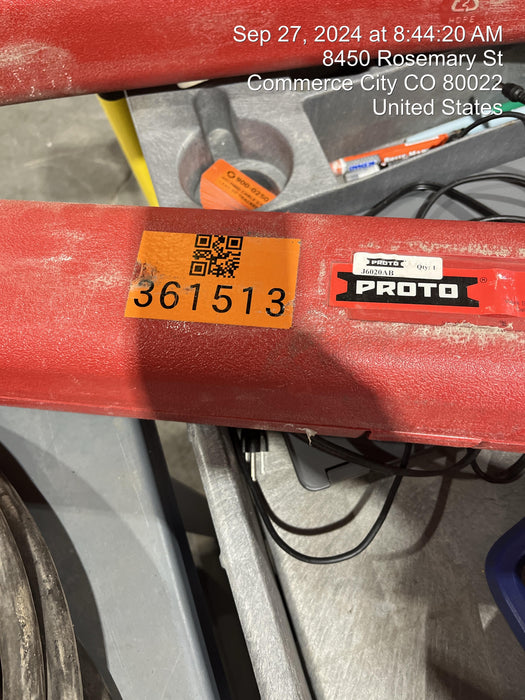 Sep 27, 2024 at 8:44:20 AM
8450 Rosemary St
Commerce City CO 80022
United States
361513
PROTO
Qty: 1
J6020AB
PROTO